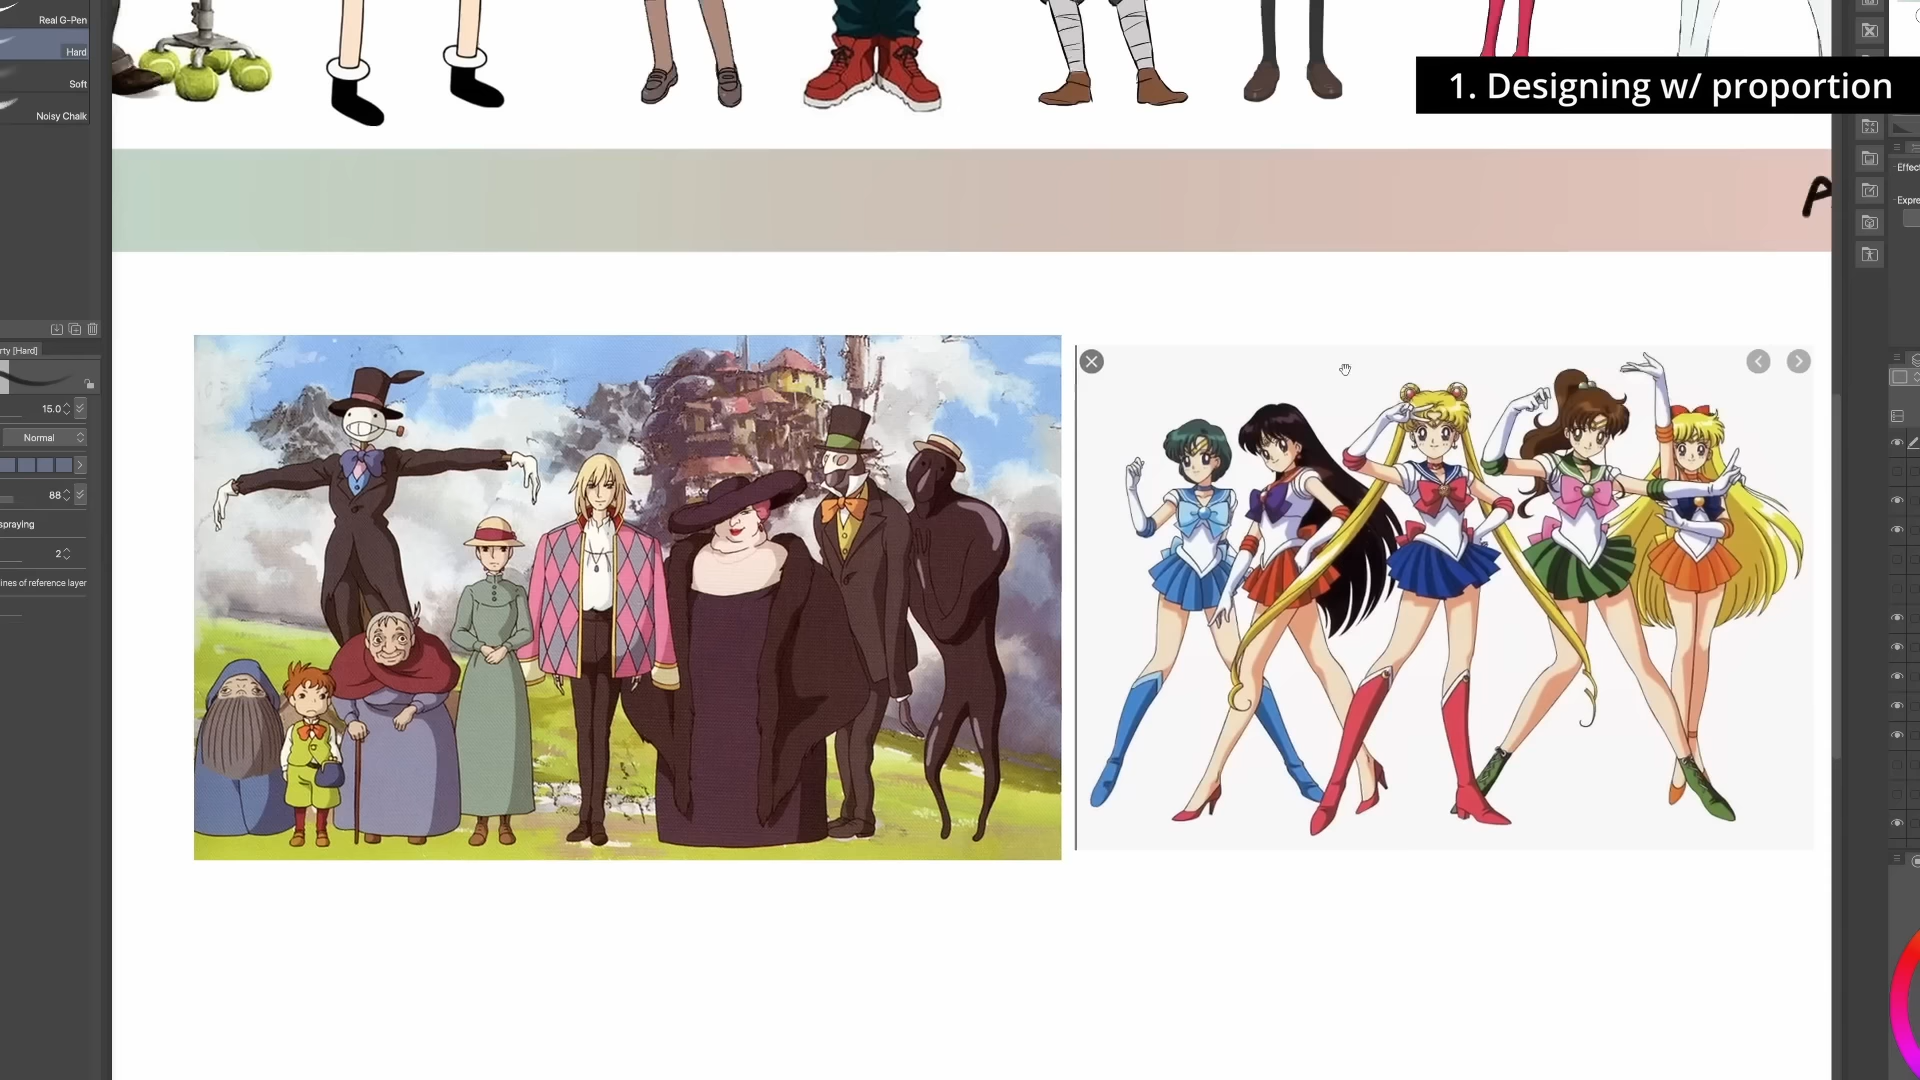 Real G-Pen
Hard
Soft
Noisy Chalk
1. Designing w/ proportion
A
Effect
Expre
rty [Hard]
15.0
Normal
88
spraying
2
ines of reference layer